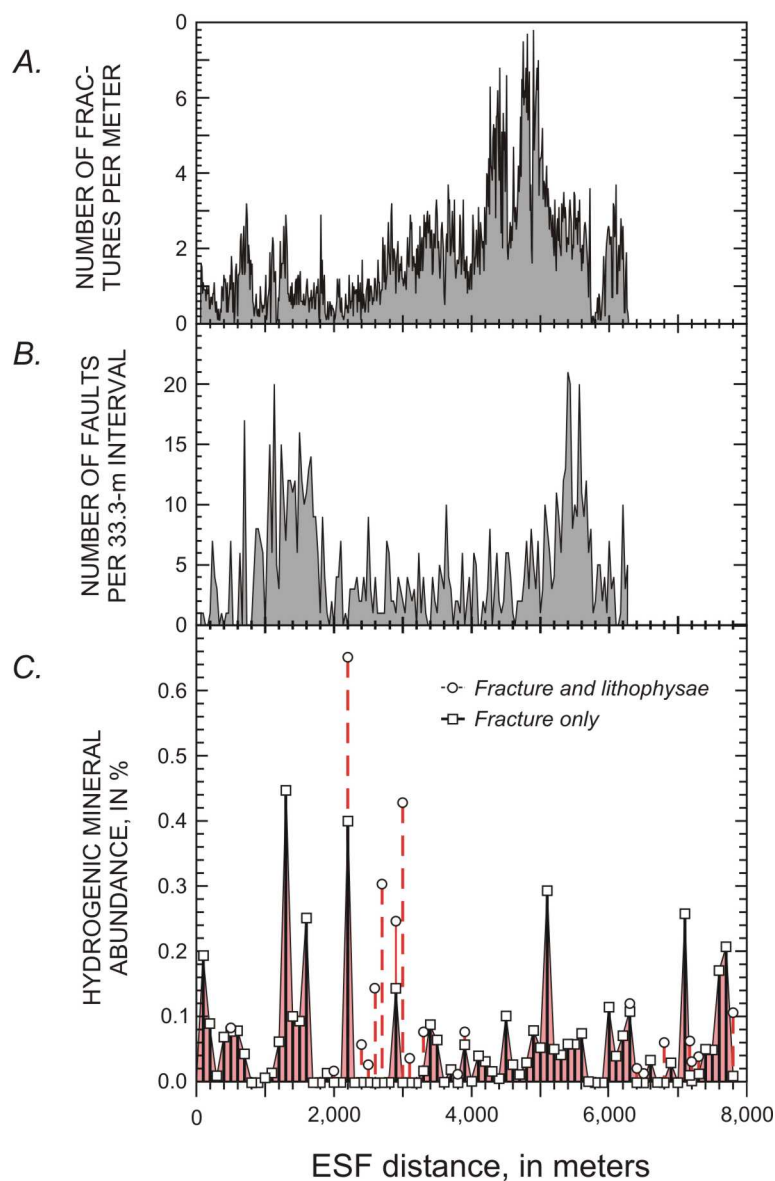 A.
NUMBER OF FRAC-
TURES PER METER
0
6
4
2
0
B.
NUMBER OF FAULTS
PER 33.3-m INTERVAL
20
15
10
5
0
C.
HYDROGENIC MINERAL
ABUNDANCE, IN %
0.6
0.5
0.4
0.3
0.2
0.1
0.0
Fracture and lithophysae
Fracture only
0 2,000 4,000 6,000 8,000
ESF distance, in meters